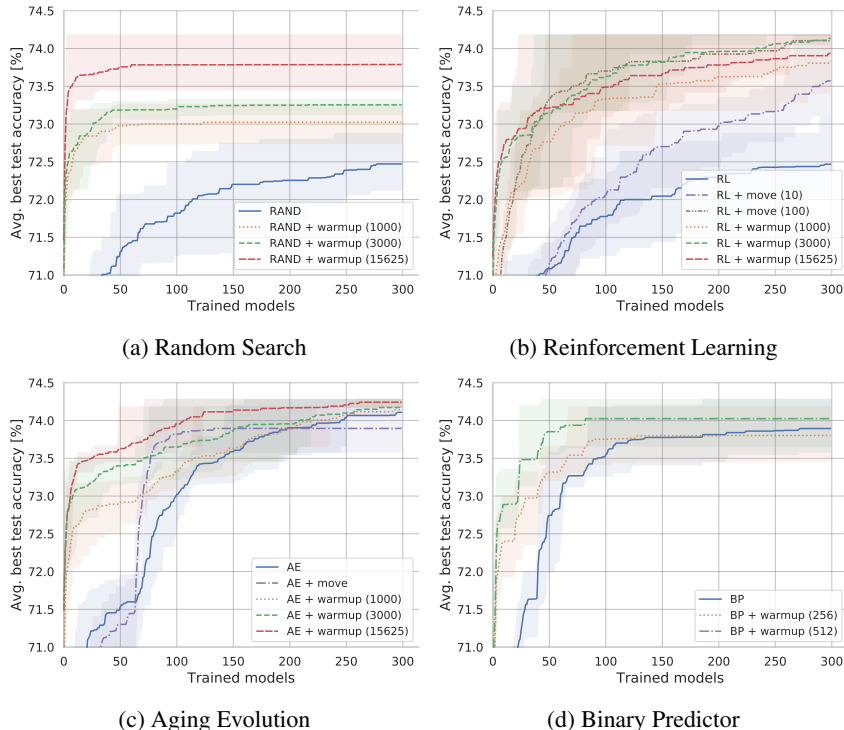 74.5
74.0
73.5
73.0
72.5
72.0
71.5
71.0
Avg. best test accuracy [%]
RAND
RAND + warmup (1000)
RAND + warmup (3000)
RAND + warmup (15625)
0 50 100 150 200 250 300
Trained models
(a) Random Search
74.5
74.0
73.5
73.0
72.5
72.0
71.5
71.0
Avg. best test accuracy [%]
RL
RL + move (10)
RL + move (100)
RL + warmup (1000)
RL + warmup (3000)
RL + warmup (15625)
0 50 100 150 200 250 300
Trained models
(b) Reinforcement Learning
74.5
74.0
73.5
73.0
72.5
72.0
71.5
71.0
Avg. best test accuracy [%]
AE
AE + move
AE + warmup (1000)
AE + warmup (3000)
AE + warmup (15625)
0 50 100 150 200 250 300
Trained models
(c) Aging Evolution
74.5
74.0
73.5
73.0
72.5
72.0
71.5
71.0
Avg. best test accuracy [%]
BP
BP + warmup (256)
BP + warmup (512)
0 50 100 150 200 250 300
Trained models
(d) Binary Predictor